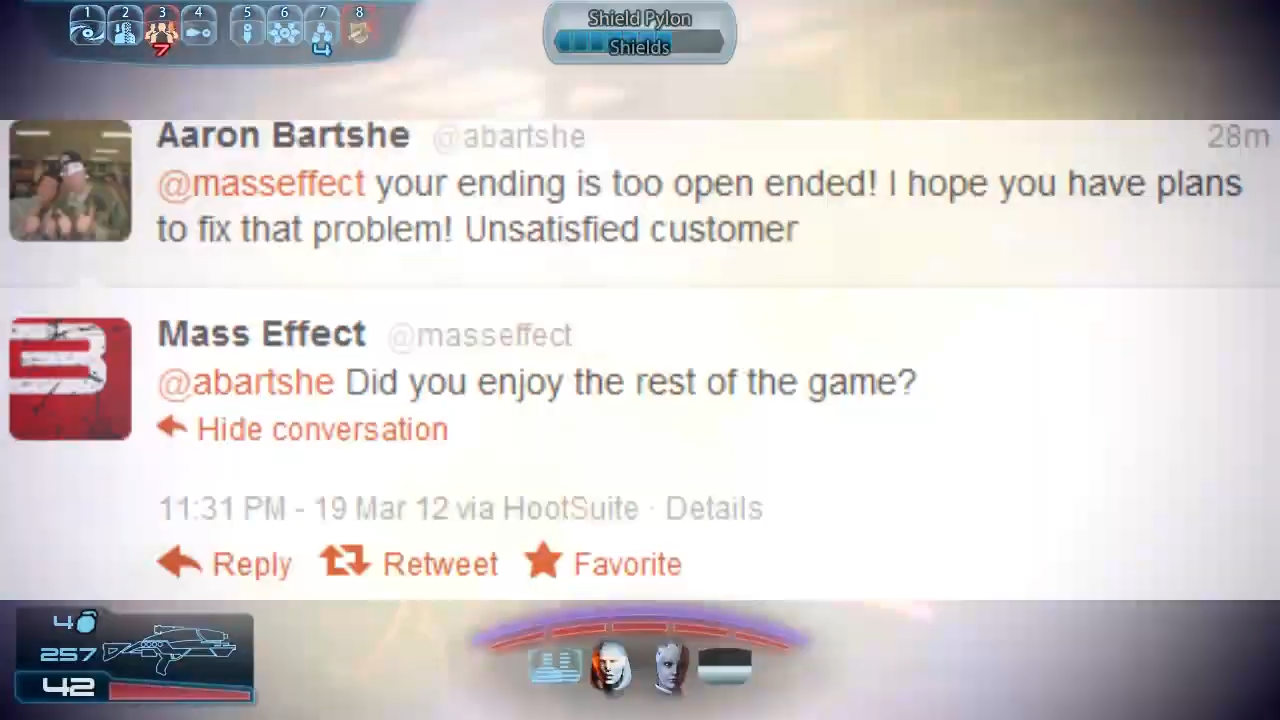 1 2 3 4 5 6 7 8
7 4
Shield Pylon
Shields
Aaron Bartshe @abartshe 28m
@masseffect your ending is too open ended! I hope you have plans
to fix that problem! Unsatisfied customer
Mass Effect @masseffect
@abartshe Did you enjoy the rest of the game?
Hide conversation
11:31 PM - 19 Mar 12 via HootSuite · Details
Reply Retweet Favorite
4
257
42